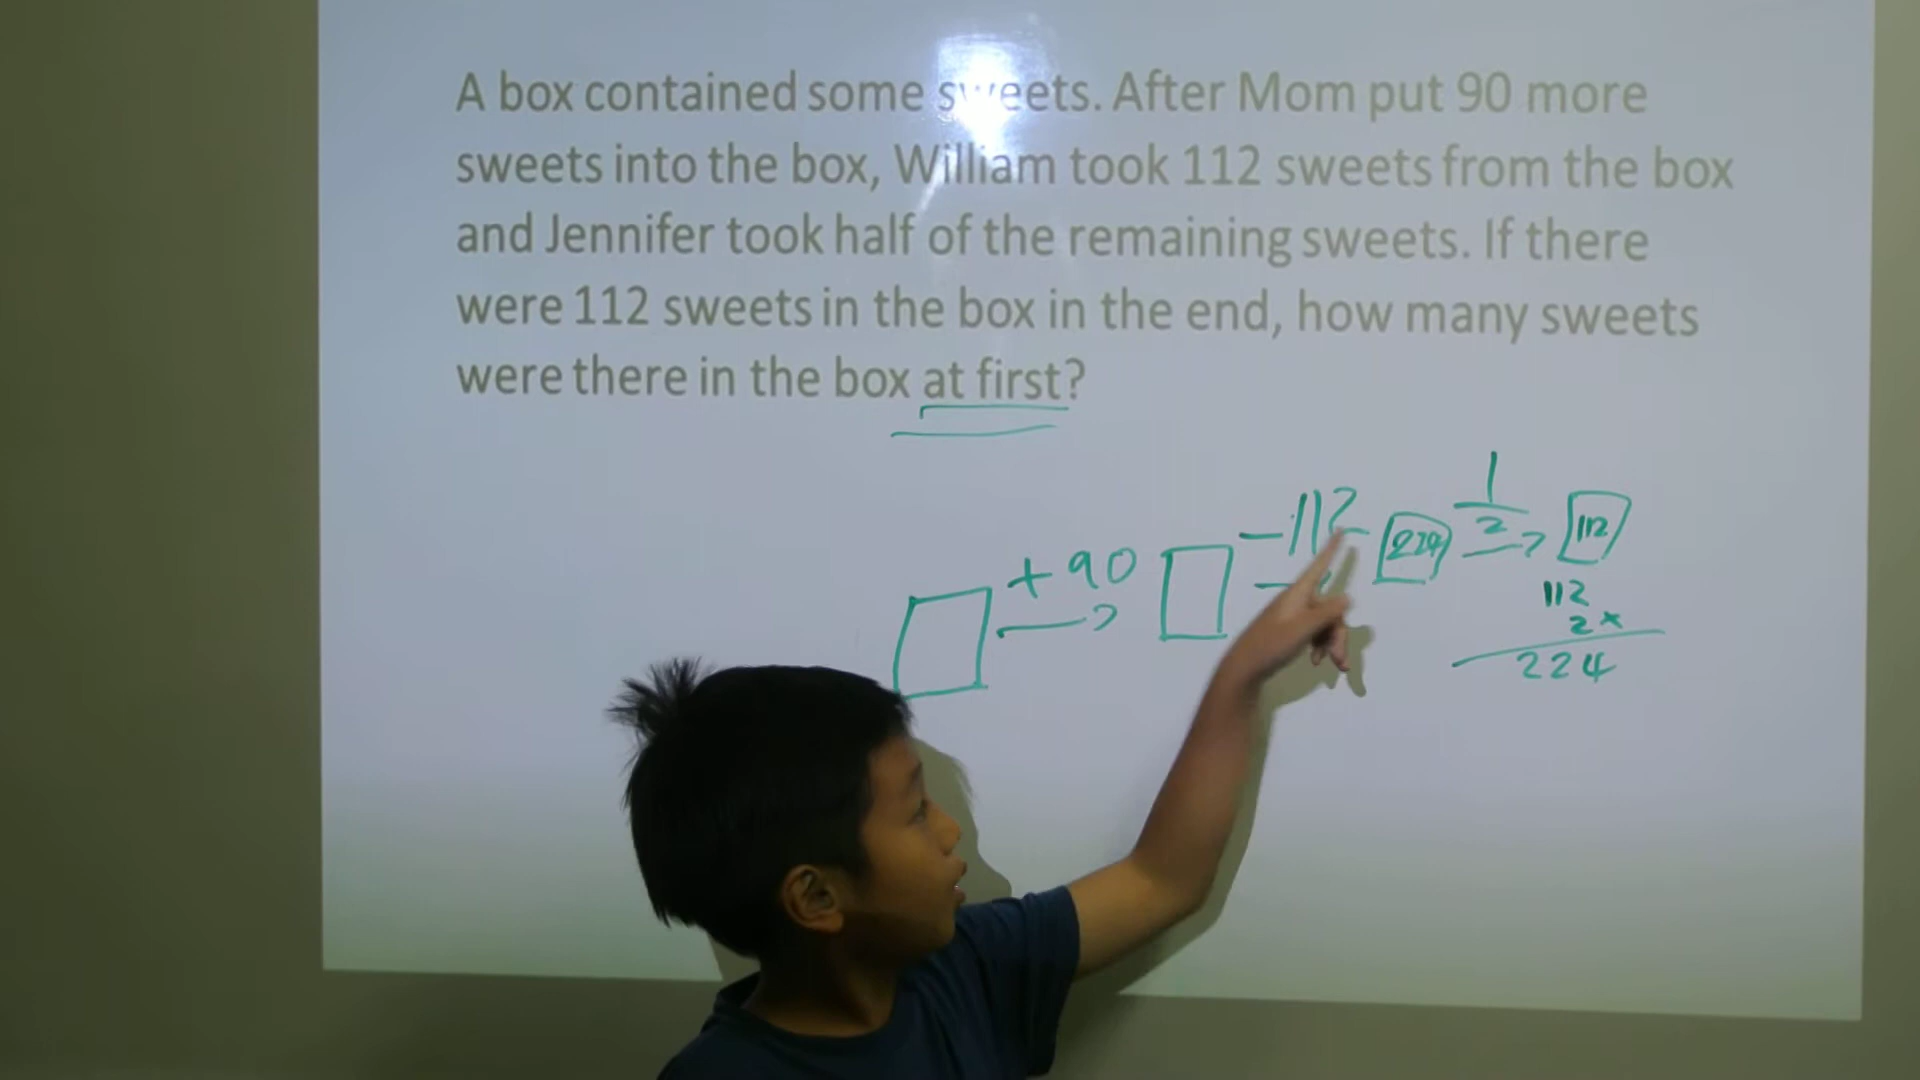 A box contained some sweets. After Mom put 90 more
sweets into the box, William took 112 sweets from the box
and Jennifer took half of the remaining sweets. If there
were 112 sweets in the box in the end, how many sweets
were there in the box at first?
+ 90 - 112 224 1/2 112
112
2 x
224